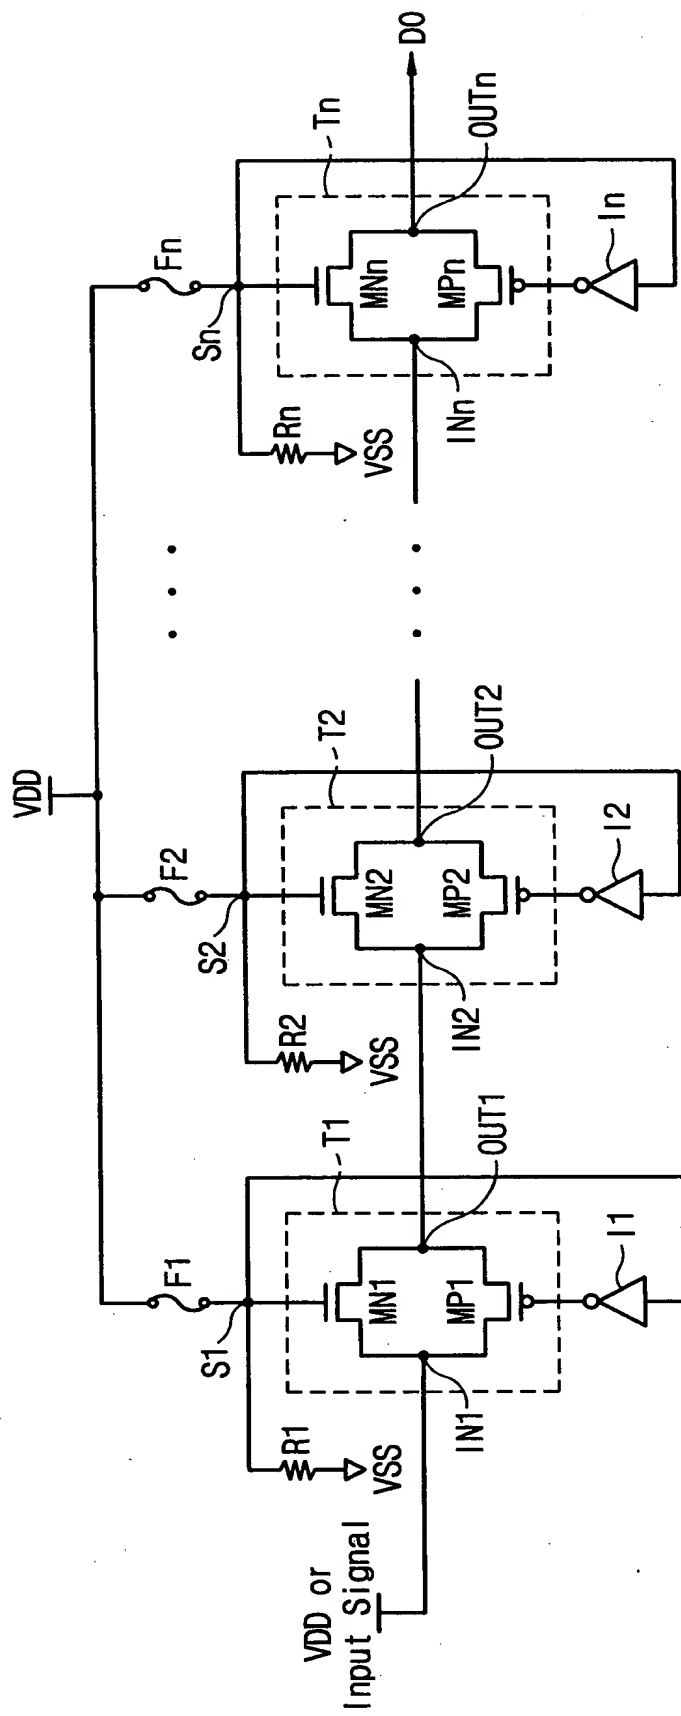 VDD
F1
F2
Fn
S1
S2
Sn
R1
VSS
R2
VSS
Rn
VSS
T1
T2
Tn
MN1
MP1
MN2
MP2
MNn
MPn
VDD or
Input Signal
IN1
OUT1
IN2
OUT2
INn
OUTn
DO
I1
I2
In